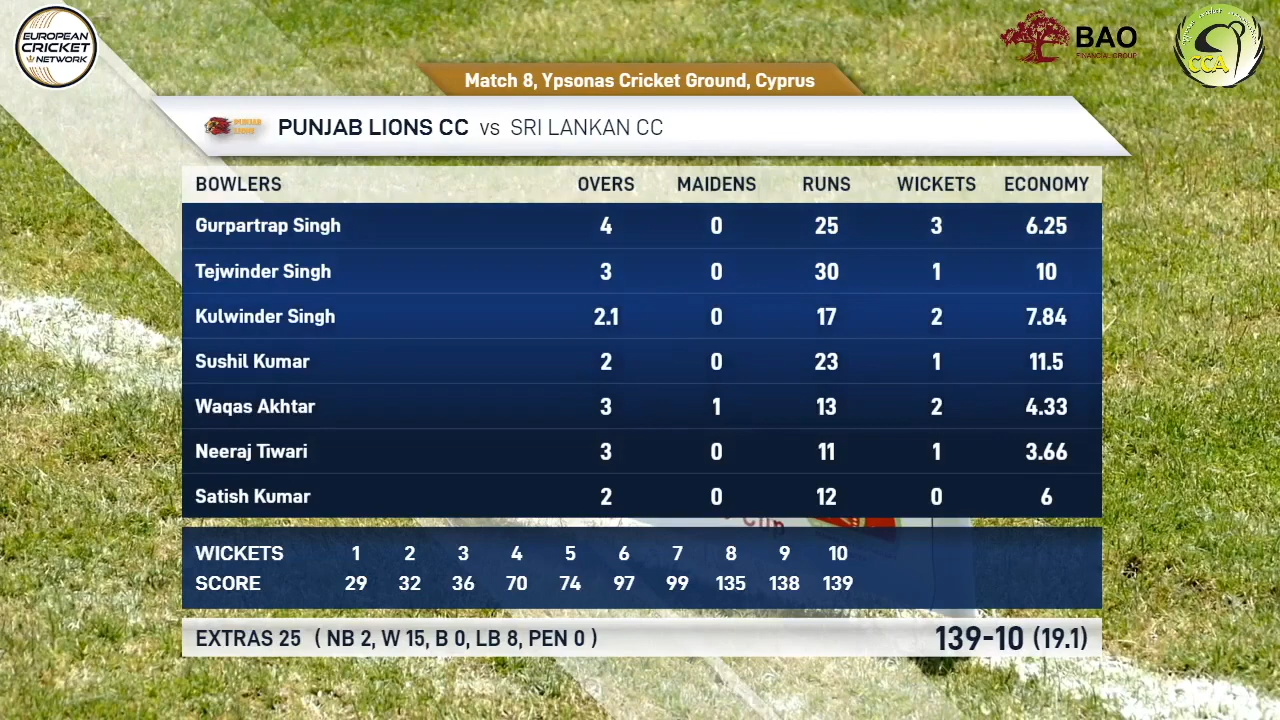 EUROPEAN
CRICKET
NETWORK
BAO
FINANCIAL GROUP
CCA
Match 8, Ypsonas Cricket Ground, Cyprus
PUNJAB LIONS
PUNJAB LIONS CC vs SRI LANKAN CC
BOWLERS OVERS MAIDENS RUNS WICKETS ECONOMY
Gurpartrap Singh 4 0 25 3 6.25
Tejwinder Singh 3 0 30 1 10
Kulwinder Singh 2.1 0 17 2 7.84
Sushil Kumar 2 0 23 1 11.5
Waqas Akhtar 3 1 13 2 4.33
Neeraj Tiwari 3 0 11 1 3.66
Satish Kumar 2 0 12 0 6
WICKETS 1 2 3 4 5 6 7 8 9 10
SCORE 29 32 36 70 74 97 99 135 138 139
EXTRAS 25 ( NB 2, W 15, B 0, LB 8, PEN 0 ) 139-10 (19.1)